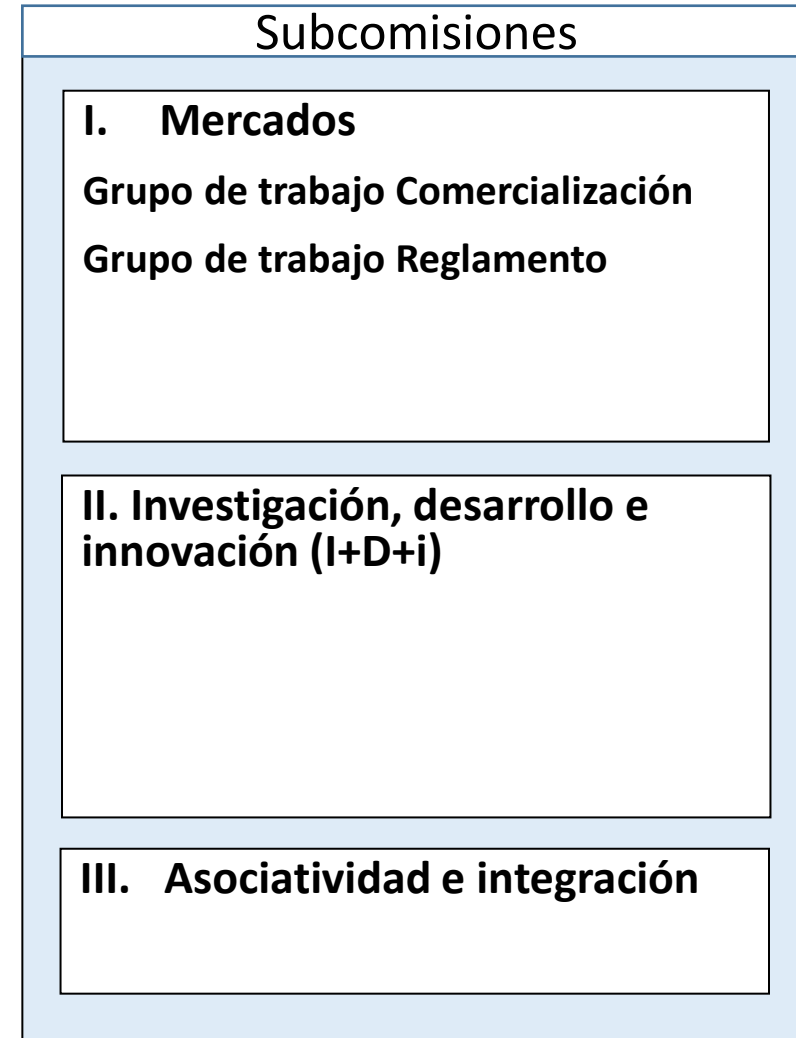 Subcomisiones
I. Mercados
Grupo de trabajo Comercialización
Grupo de trabajo Reglamento
II. Investigación, desarrollo e
innovación (I+D+i)
III. Asociatividad e integración